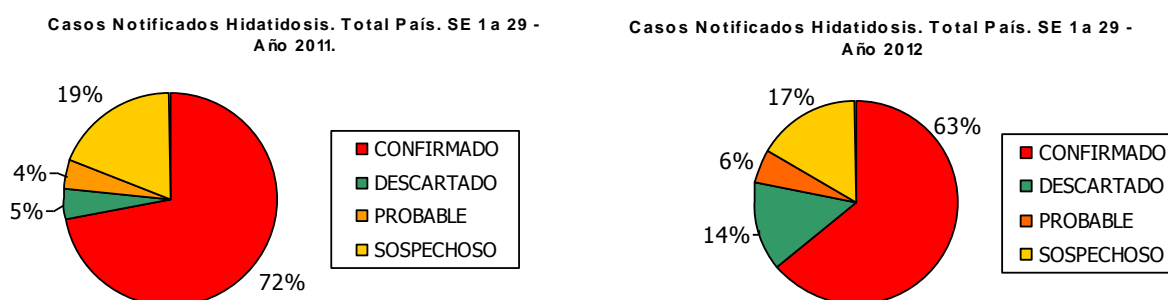 Casos Notificados Hidatidosis. Total País. SE 1 a 29 -
Año 2011.
19%
4%
5%
72%
CONFIRMADO
DESCARTADO
PROBABLE
SOSPECHOSO
Casos Notificados Hidatidosis. Total País. SE 1 a 29 -
Año 2012
17%
63%
6%
14%
CONFIRMADO
DESCARTADO
PROBABLE
SOSPECHOSO